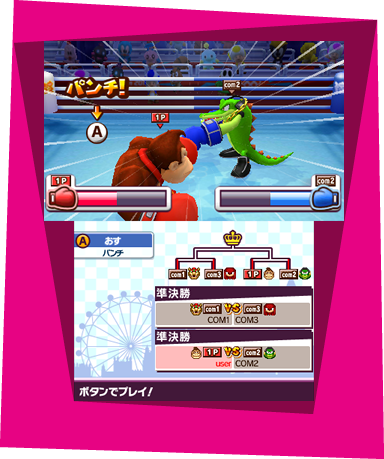 パンチ!
A
com2
1P
1P
com2
A おす
パンチ
com1 com3 1P com2
準決勝
com1 VS com3
COM1 COM3
準決勝
1P VS com2
user COM2
ボタンでプレイ!